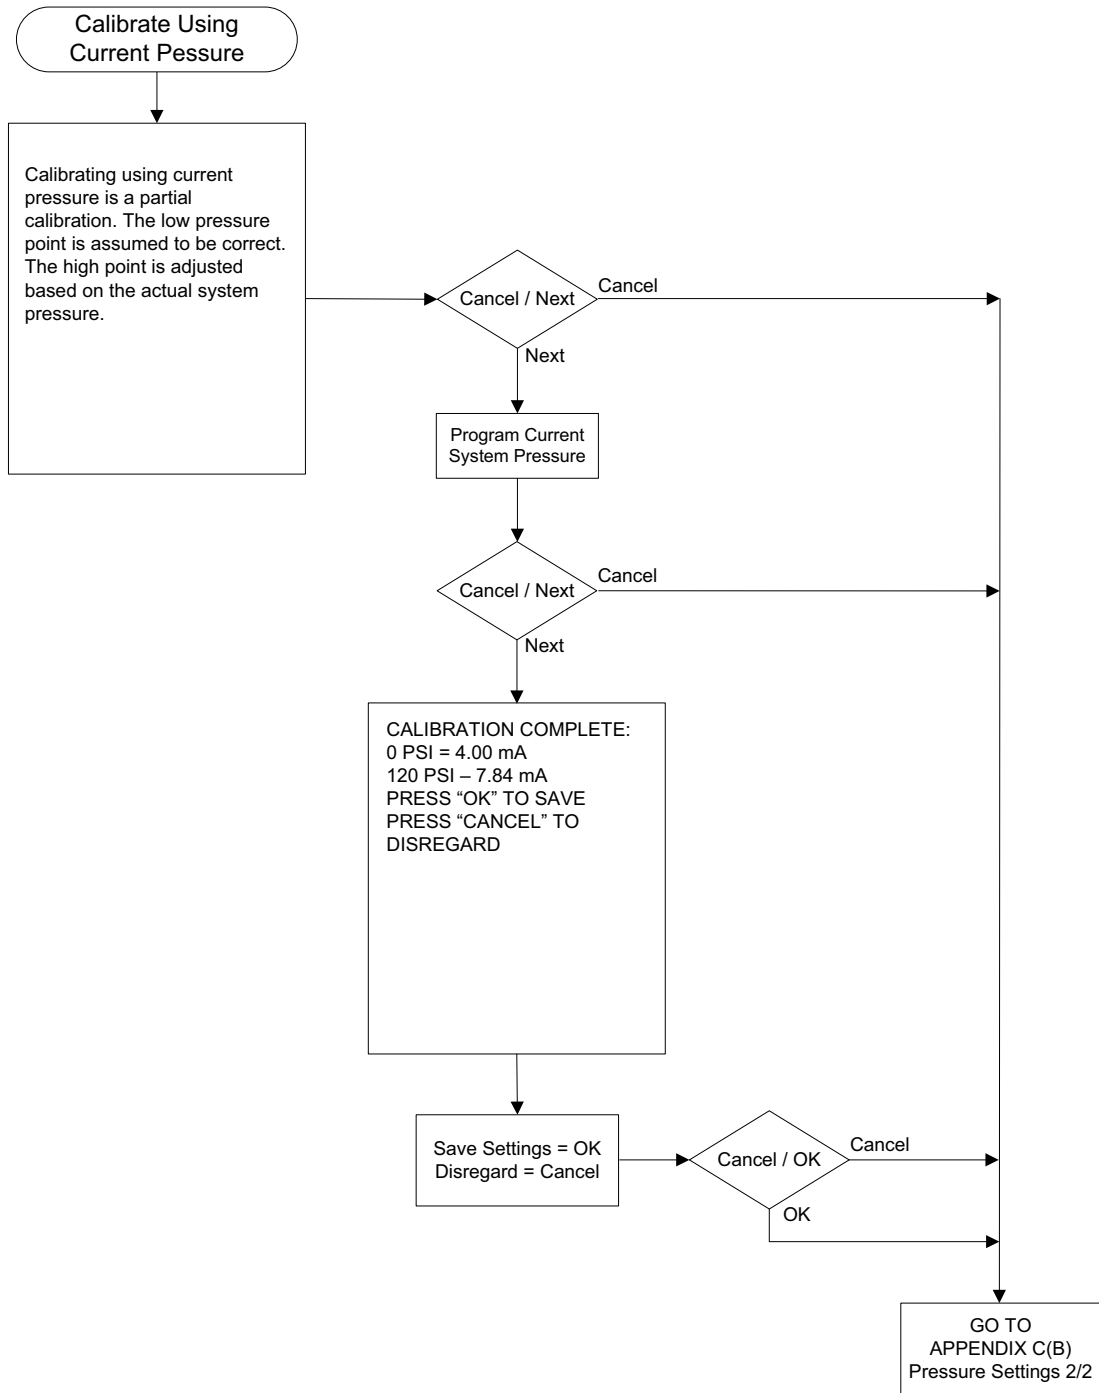 Calibrate Using
Current Pessure
Calibrating using current
pressure is a partial
calibration. The low pressure
point is assumed to be correct.
The high point is adjusted
based on the actual system
pressure.
Cancel / Next
Cancel
Next
Program Current
System Pressure
Cancel / Next
Cancel
Next
CALIBRATION COMPLETE:
0 PSI = 4.00 mA
120 PSI – 7.84 mA
PRESS “OK” TO SAVE
PRESS “CANCEL” TO
DISREGARD
Save Settings = OK
Disregard = Cancel
Cancel / OK
Cancel
OK
GO TO
APPENDIX C(B)
Pressure Settings 2/2